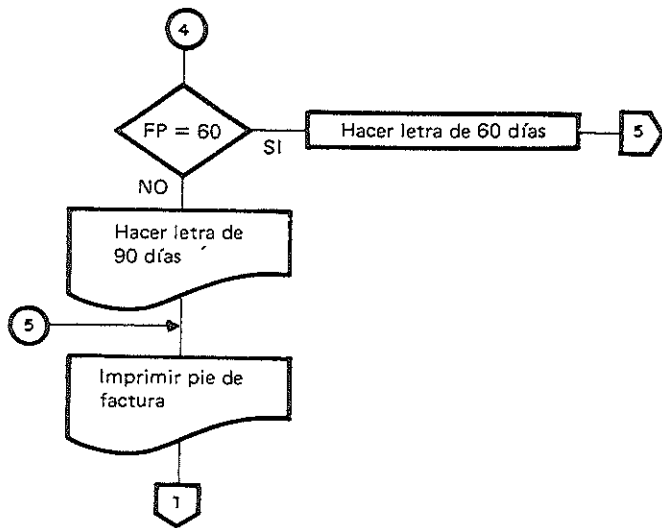 4
FP = 60
SI
Hacer letra de 60 días
5
NO
Hacer letra de
90 días
5
Imprimir pie de
factura
1